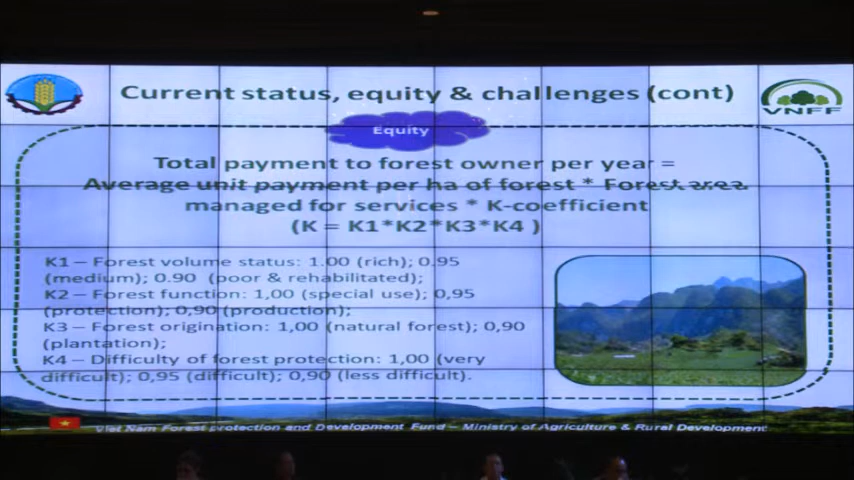 Current status, equity & challenges (cont)
VNFF
Equity
Total payment to forest owner per year =
Average unit payment per ha of forest * Forest area
managed for services * K-coefficient
(K = K1*K2*K3*K4 )
K1 – Forest volume status: 1.00 (rich); 0.95
(medium); 0.90 (poor & rehabilitated);
K2 – Forest function: 1,00 (special use); 0,95
(protection); 0,90 (production);
K3 – Forest origination: 1,00 (natural forest); 0,90
(plantation);
K4 – Difficulty of forest protection: 1,00 (very
difficult); 0,95 (difficult); 0,90 (less difficult).
Viet Nam Forest Protection and Development Fund – Ministry of Agriculture & Rural Development